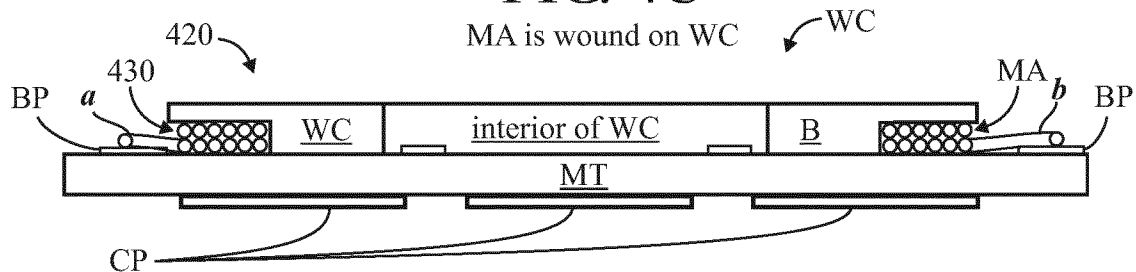 MA is wound on WC
WC
420
430
MA
BP
a
b
BP
WC
interior of WC
B
MT
CP